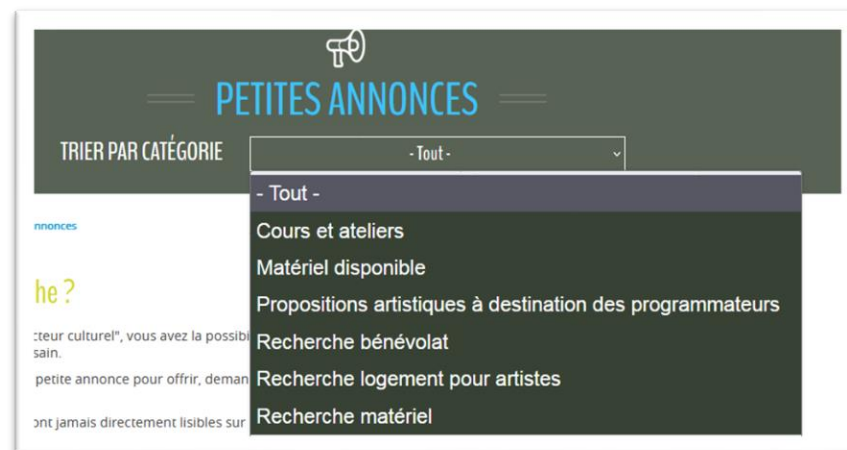 PETITES ANNONCES
TRIER PAR CATÉGORIE
- Tout -
- Tout -
Cours et ateliers
Matériel disponible
Propositions artistiques à destination des programmateurs
Recherche bénévolat
Recherche logement pour artistes
Recherche matériel
nnonces
he ?
cteur culturel", vous avez la possibi
sain.
petite annonce pour offrir, deman
ont jamais directement lisibles sur